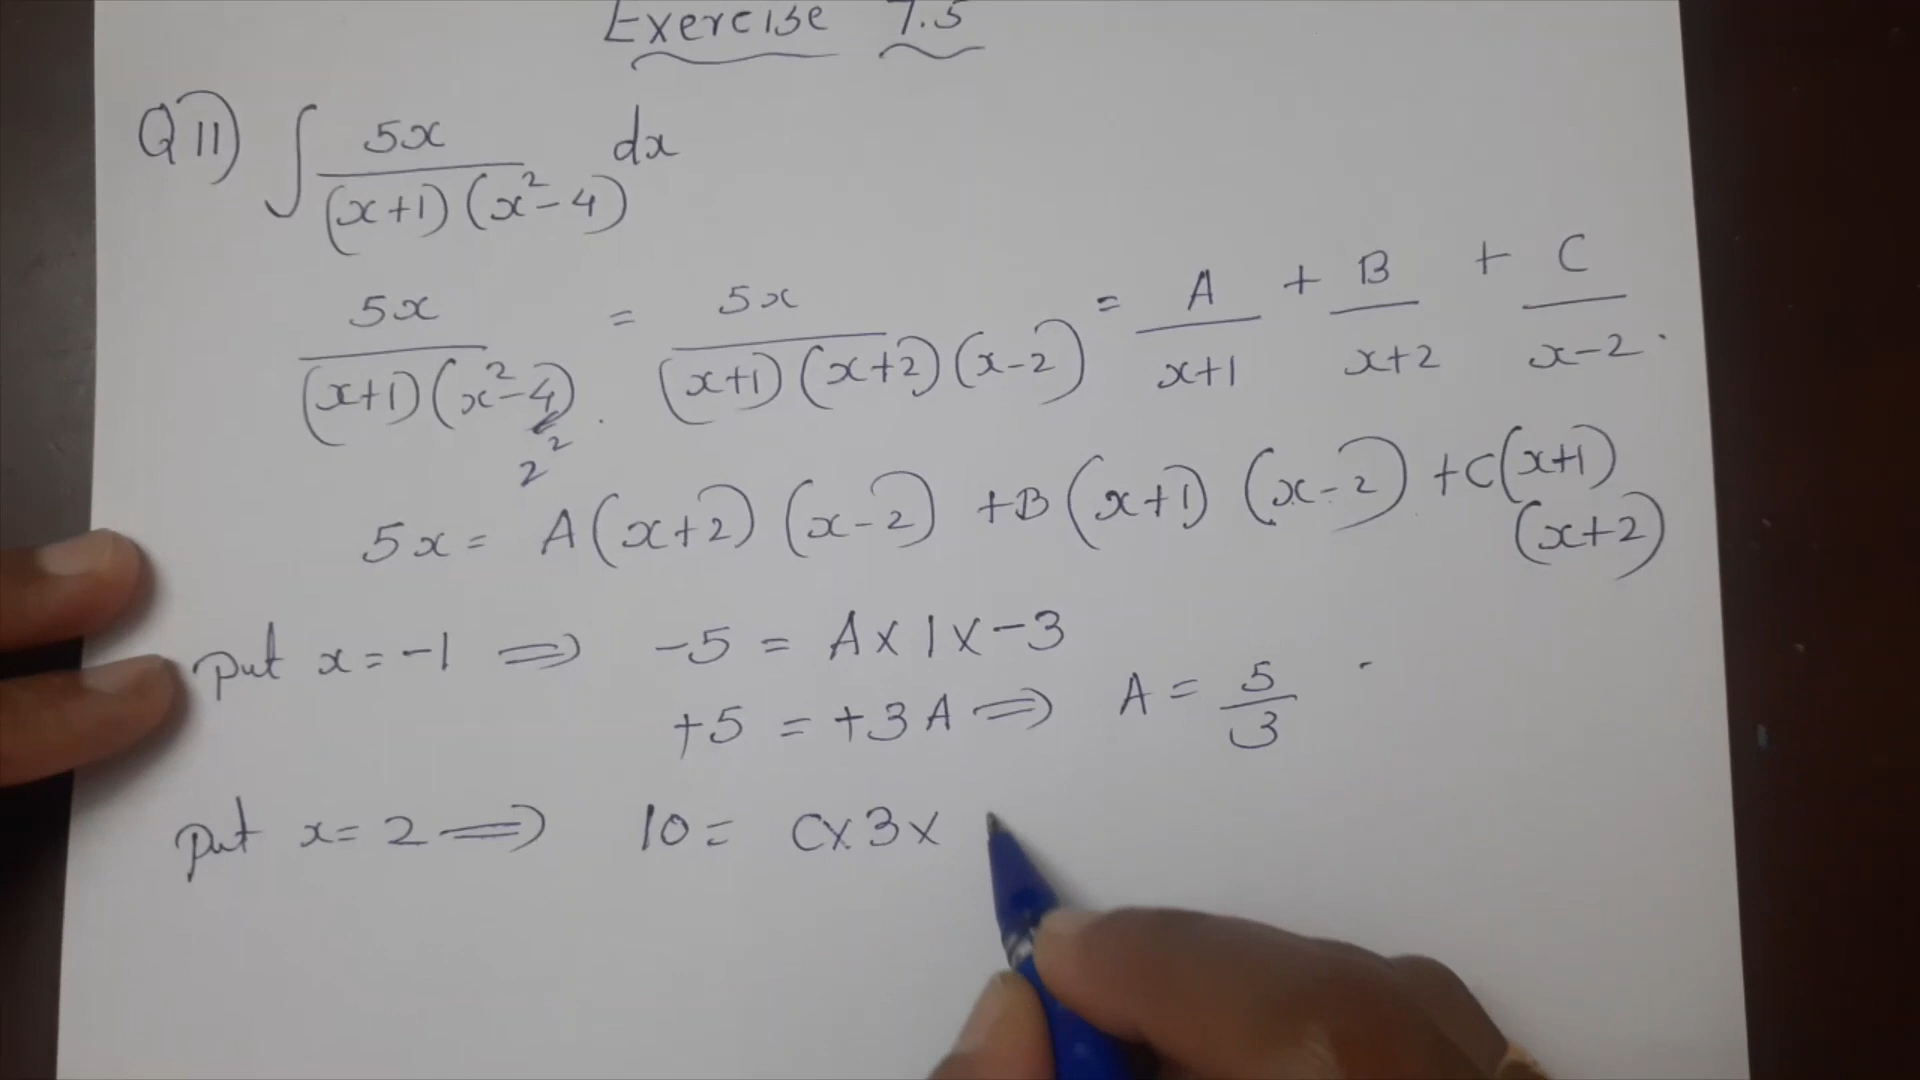 Exercise 7.5
Q11) ∫ 5x / (x+1)(x²-4) dx
5x / (x+1)(x²-4) = 5x / (x+1)(x+2)(x-2) = A / x+1 + B / x+2 + C / x-2 .
2²
5x = A(x+2)(x-2) +B(x+1)(x-2) +C(x+1)
(x+2)
put x=-1 ⟹ -5 = A×1×-3
+5 = +3A ⟹ A = 5/3
put x=2 ⟹ 10 = C×3×